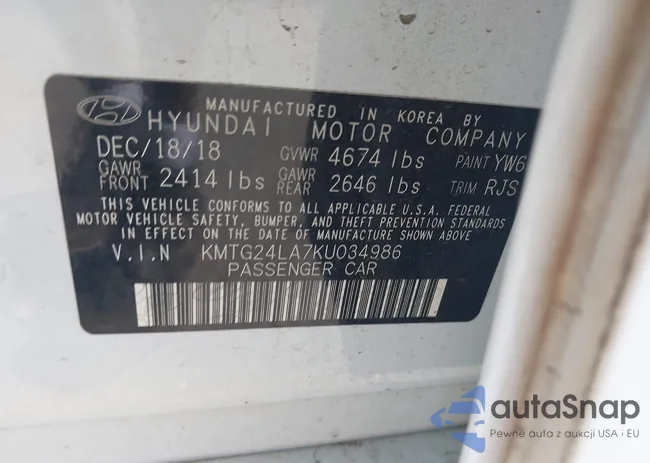 MANUFACTURED IN KOREA BY
HYUNDAI MOTOR COMPANY
DEC/18/18 GVWR 4674 lbs PAINT YW6
GAWR FRONT 2414 lbs GAWR REAR 2646 lbs TRIM RJS
THIS VEHICLE CONFORMS TO ALL APPLICABLE U.S.A. FEDERAL
MOTOR VEHICLE SAFETY, BUMPER, AND THEFT PREVENTION STANDARDS
IN EFFECT ON THE DATE OF MANUFACTURE SHOWN ABOVE
V.I.N KMTG24LA7KU034986
PASSENGER CAR
autaSnap
Pewne auta z aukcji USA i EU